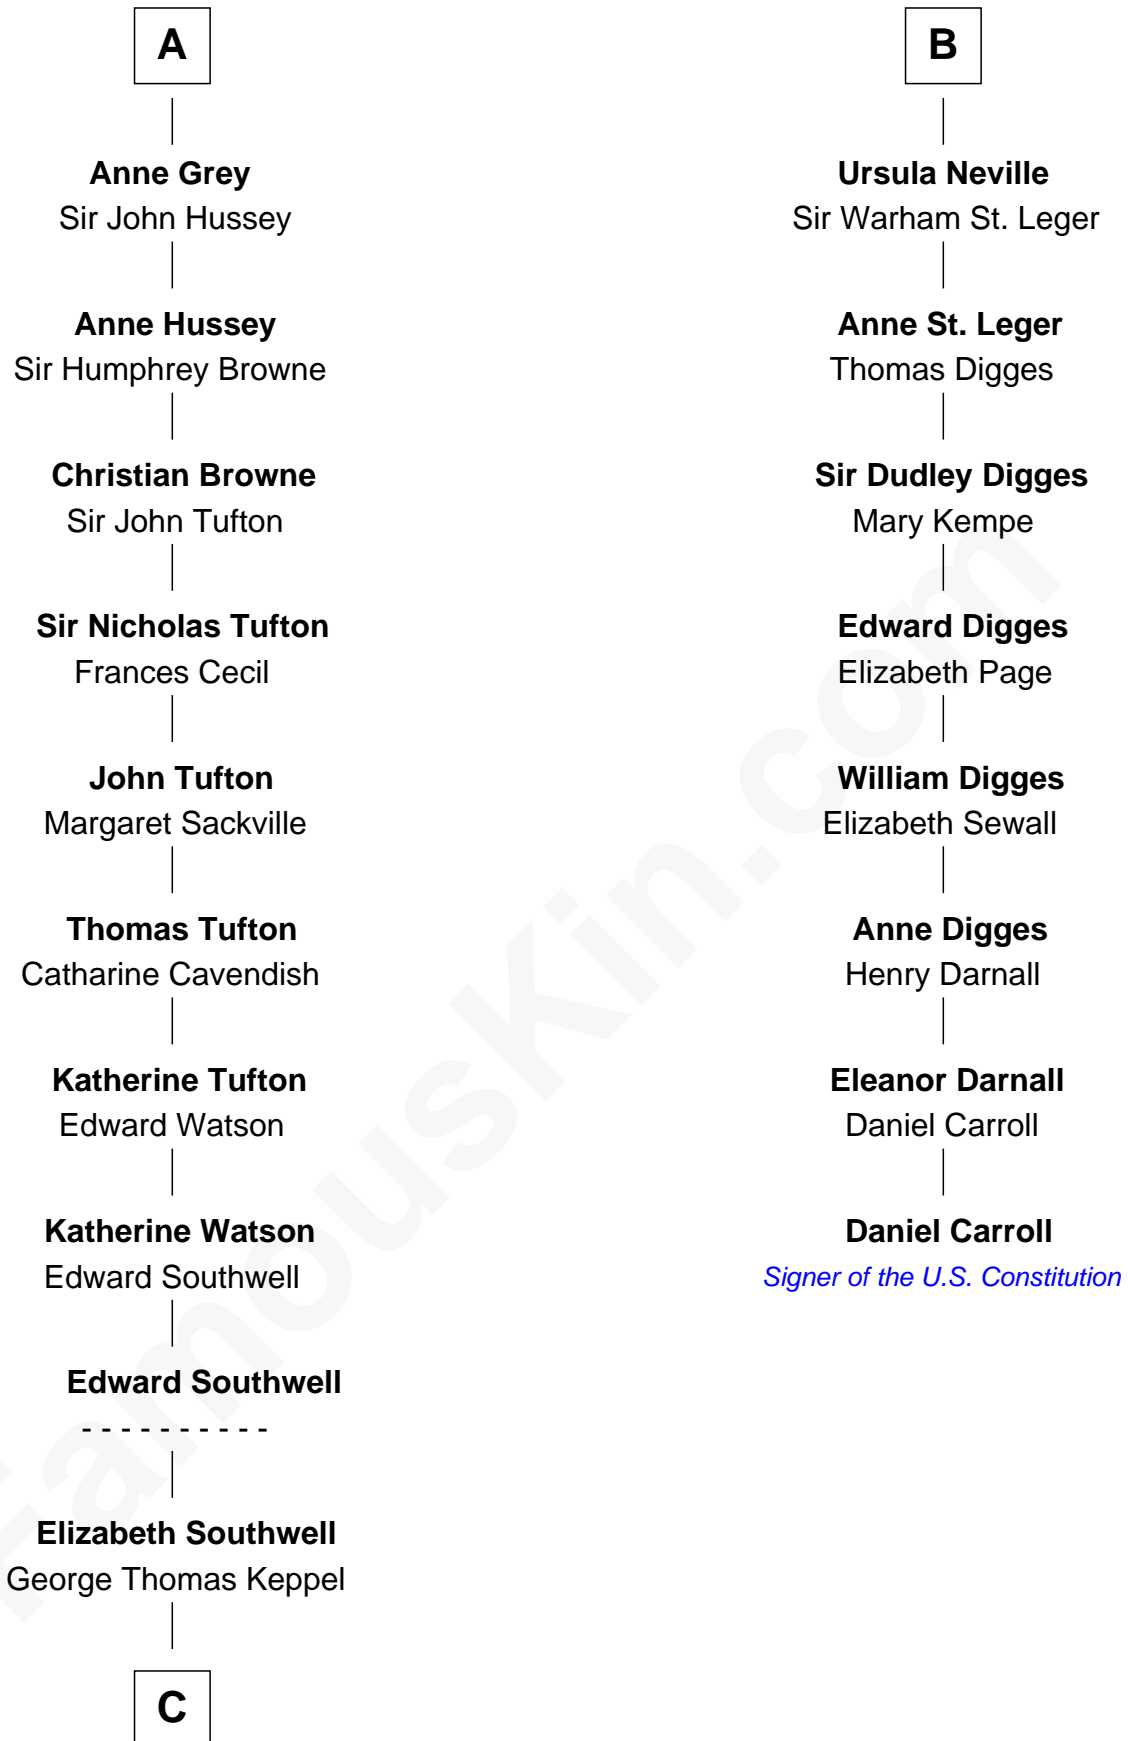 A
Anne Grey
Sir John Hussey
Anne Hussey
Sir Humphrey Browne
Christian Browne
Sir John Tufton
Sir Nicholas Tufton
Frances Cecil
John Tufton
Margaret Sackville
Thomas Tufton
Catharine Cavendish
Katherine Tufton
Edward Watson
Katherine Watson
Edward Southwell
Edward Southwell
- - - - - - - - - -
Elizabeth Southwell
George Thomas Keppel
C
B
Ursula Neville
Sir Warham St. Leger
Anne St. Leger
Thomas Digges
Sir Dudley Digges
Mary Kempe
Edward Digges
Elizabeth Page
William Digges
Elizabeth Sewall
Anne Digges
Henry Darnall
Eleanor Darnall
Daniel Carroll
Daniel Carroll
Signer of the U.S. Constitution
FamousKin.com